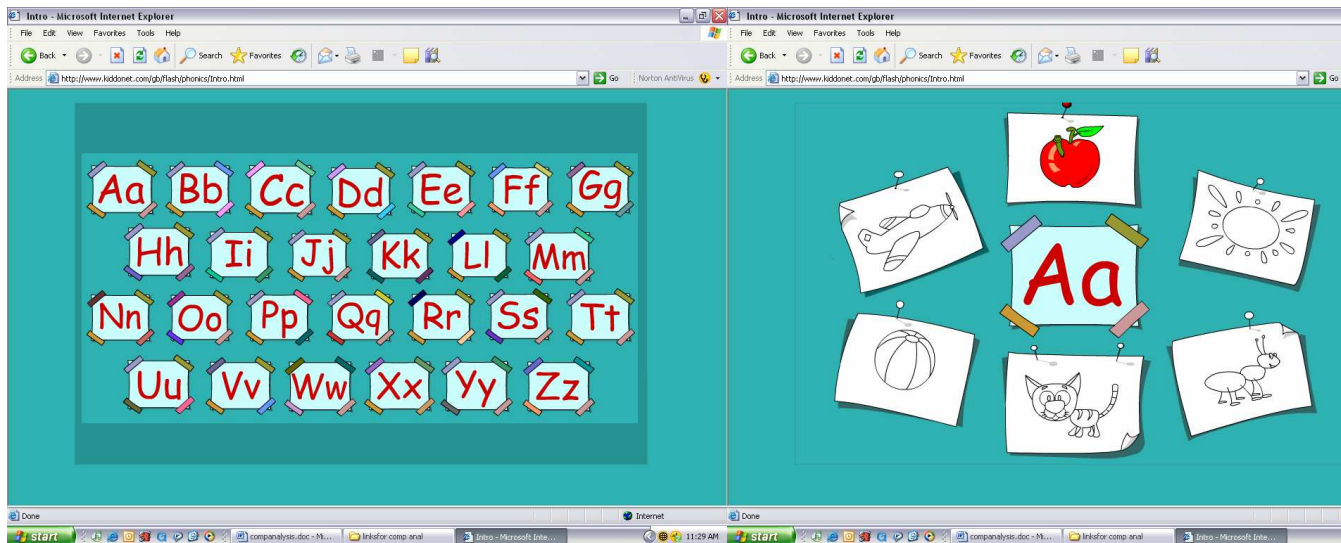 Intro - Microsoft Internet Explorer
File Edit View Favorites Tools Help
Back Search Favorites
Address http://www.kiddonet.com/gb/flash/phonics/Intro.html Go Norton AntiVirus
Aa Bb Cc Dd Ee Ff Gg
Hh Ii Jj Kk Ll Mm
Nn Oo Pp Qq Rr Ss Tt
Uu Vv Ww Xx Yy Zz
Done Internet
start companalysis.doc - Mi... linksfor comp anal Intro - Microsoft Inte... 11:29 AM
Intro - Microsoft Internet Explorer
File Edit View Favorites Tools Help
Back Search Favorites
Address http://www.kiddonet.com/gb/flash/phonics/Intro.html Go
Aa
Done
start companalysis.doc - Mi... linksfor comp anal Intro - Microsoft Inte...